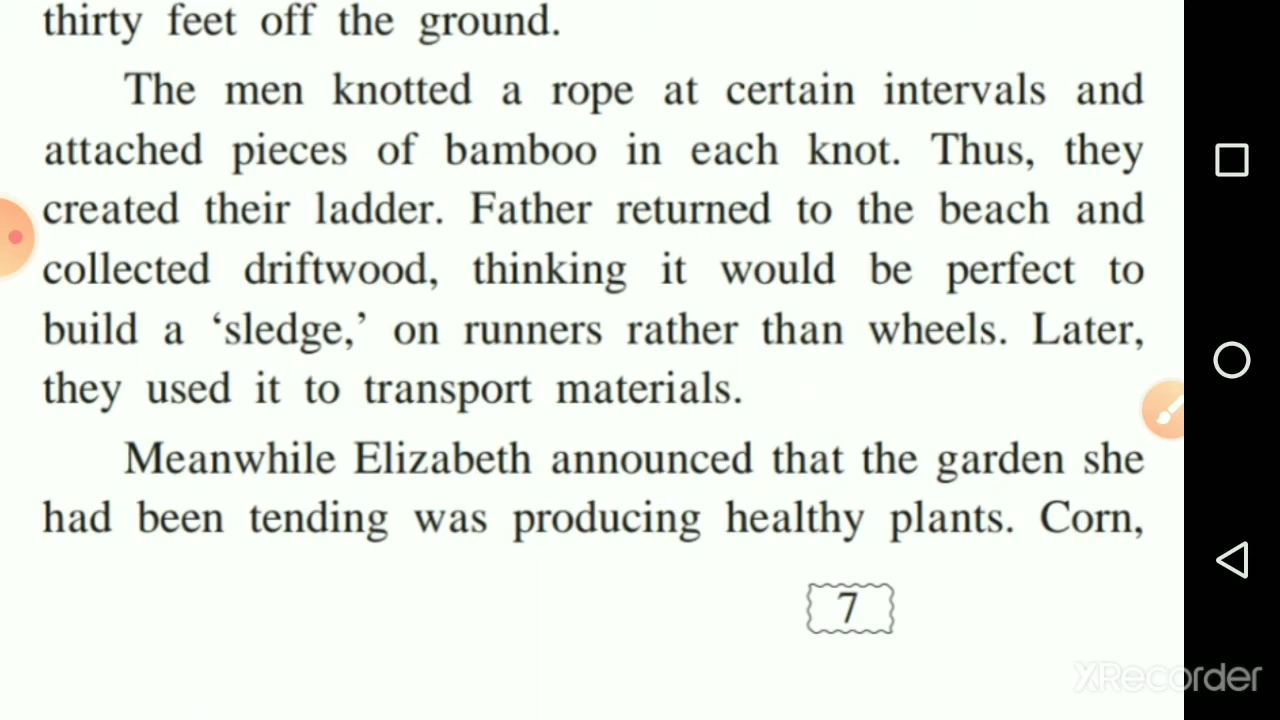 thirty feet off the ground.
The men knotted a rope at certain intervals and
attached pieces of bamboo in each knot. Thus, they
created their ladder. Father returned to the beach and
collected driftwood, thinking it would be perfect to
build a ‘sledge,’ on runners rather than wheels. Later,
they used it to transport materials.
Meanwhile Elizabeth announced that the garden she
had been tending was producing healthy plants. Corn,
7
XRecorder